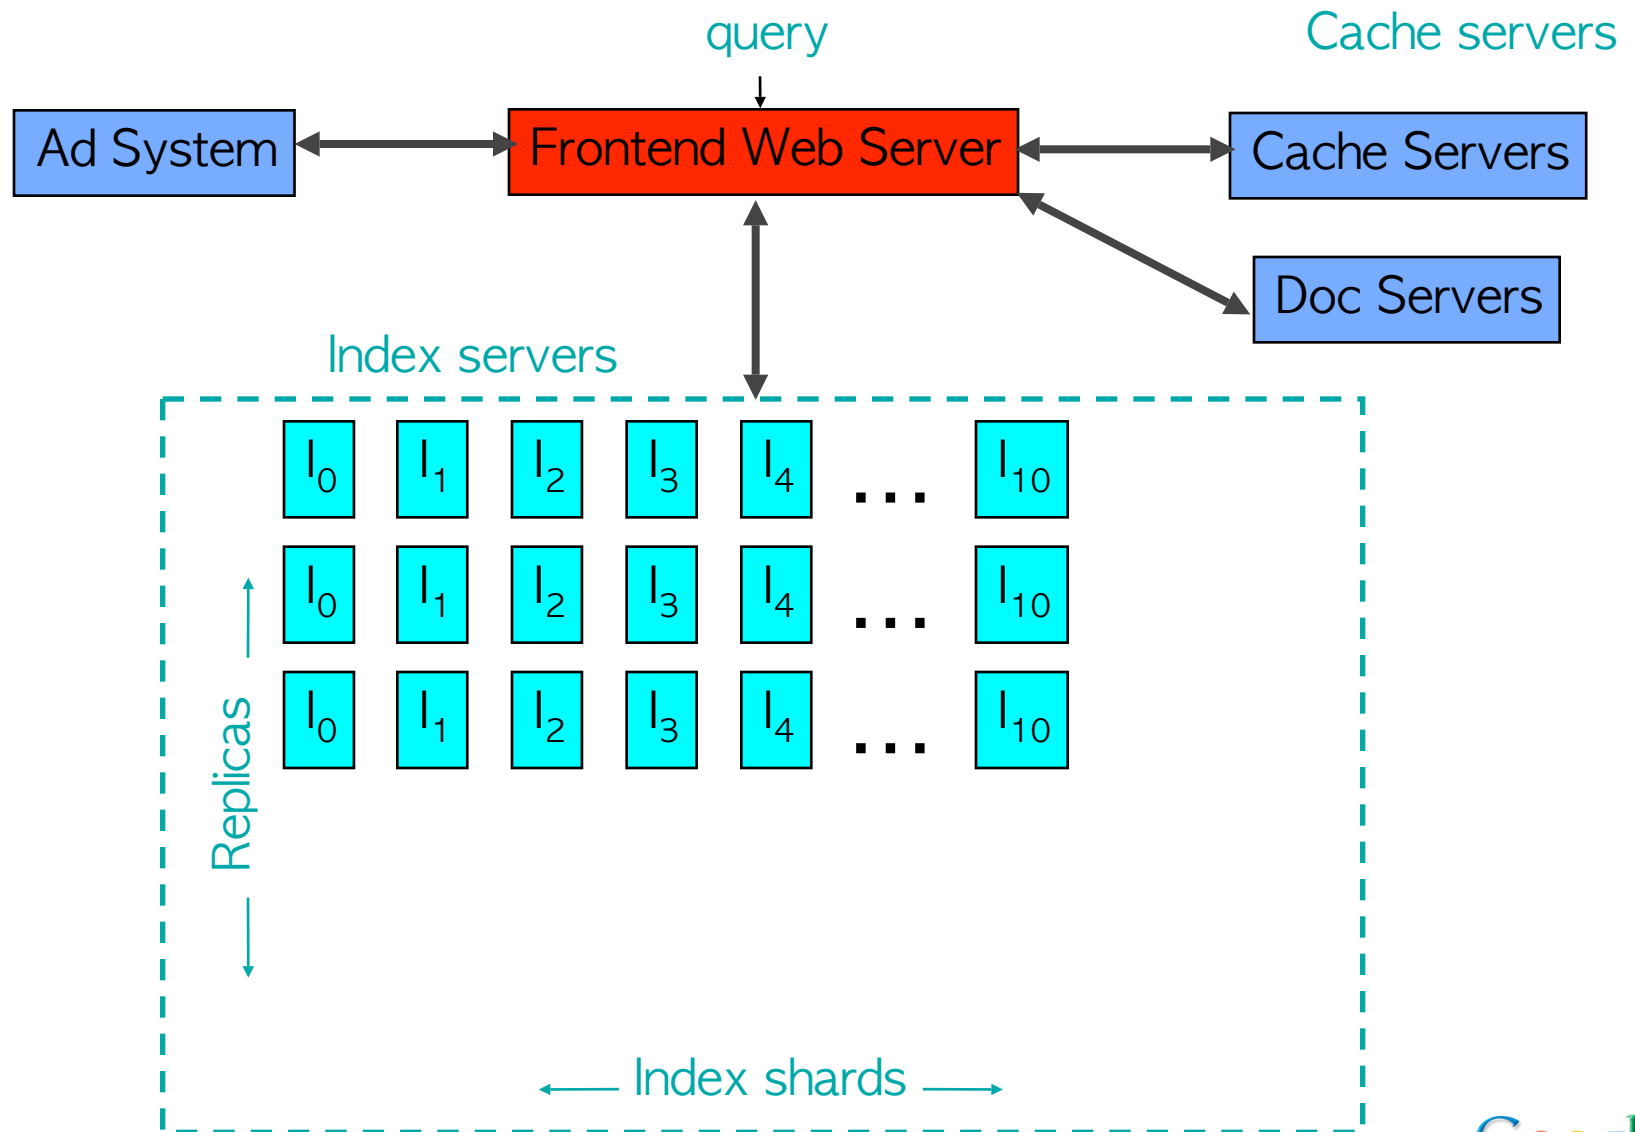 query
Cache servers
Ad System
Frontend Web Server
Cache Servers
Doc Servers
Index servers
I0 I1 I2 I3 I4 ... I10
I0 I1 I2 I3 I4 ... I10
I0 I1 I2 I3 I4 ... I10
Replicas
Index shards